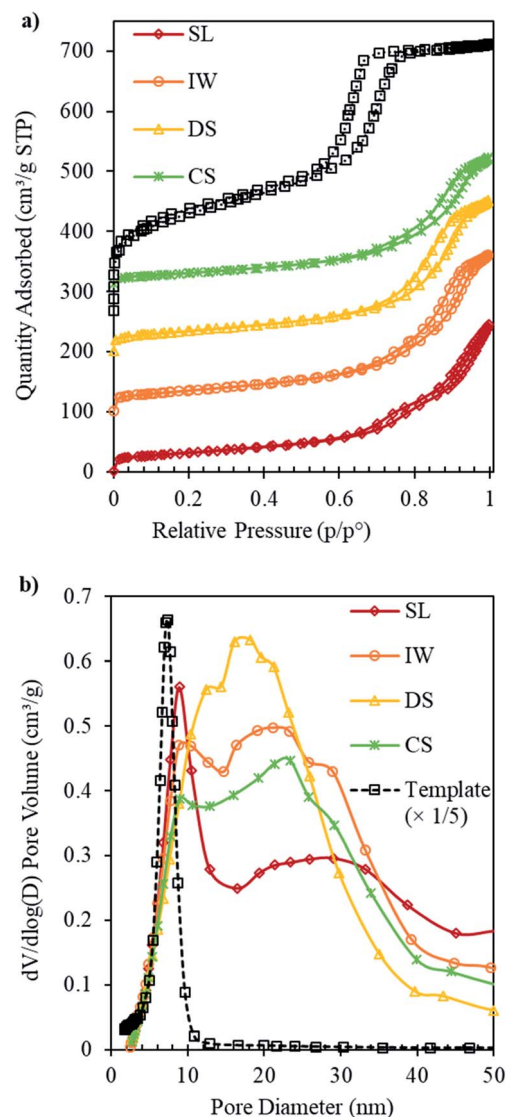 a)
SL
IW
DS
CS
700
600
500
400
300
200
100
0
Quantity Adsorbed (cm³/g STP)
0 0.2 0.4 0.6 0.8 1
Relative Pressure (p/p°)
b)
0.7
0.6
0.5
0.4
0.3
0.2
0.1
0
dV/dlog(D) Pore Volume (cm³/g)
SL
IW
DS
CS
Template
(× 1/5)
0 10 20 30 40 50
Pore Diameter (nm)